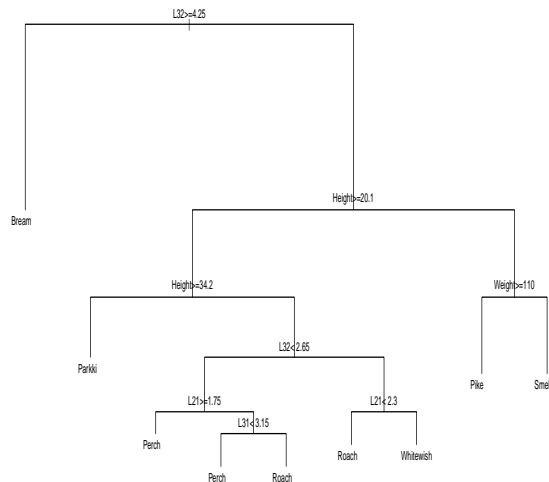 L32>=4.25
Height>=20.1
Bream
Height>=34.2
Weight>=110
L32< 2.65
Parkki
Pike
Smel
L21>=1.75
L21< 2.3
Perch
L31< 3.15
Roach
Whitewish
Perch
Roach